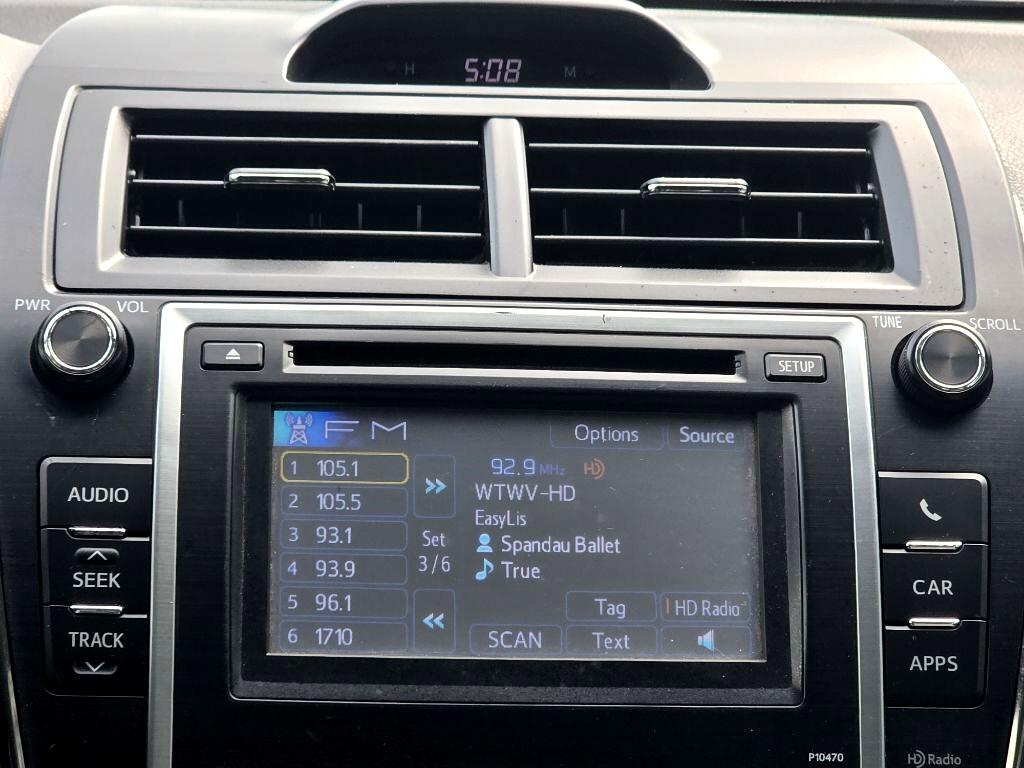 H 5:08 M
PWR VOL
TUNE SCROLL
SETUP
FM
Options Source
1 105.1
2 105.5
3 93.1
4 93.9
5 96.1
6 1710
Set
3/6
92.9 MHz HD
WTWV-HD
EasyLis
Spandau Ballet
True
Tag HD Radio
SCAN Text
AUDIO
SEEK
TRACK
CAR
APPS
P10470
HD Radio